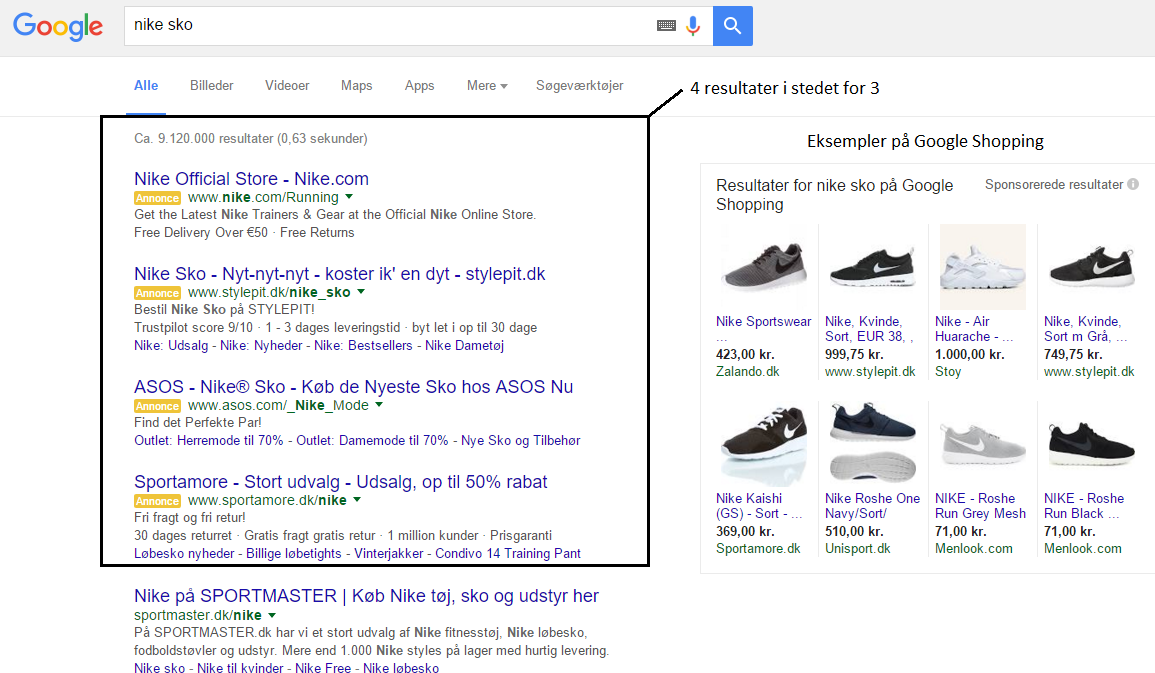 Google
nike sko
Alle Billeder Videoer Maps Apps Mere Søgeværktøjer
4 resultater i stedet for 3
Ca. 9.120.000 resultater (0,63 sekunder)
Nike Official Store - Nike.com
Annonce www.nike.com/Running
Get the Latest Nike Trainers & Gear at the Official Nike Online Store.
Free Delivery Over €50 · Free Returns
Nike Sko - Nyt-nyt-nyt - koster ik' en dyt - stylepit.dk
Annonce www.stylepit.dk/nike_sko
Bestil Nike Sko på STYLEPIT!
Trustpilot score 9/10 · 1 - 3 dages leveringstid · byt let i op til 30 dage
Nike: Udsalg - Nike: Nyheder - Nike: Bestsellers - Nike Dametøj
ASOS - Nike® Sko - Køb de Nyeste Sko hos ASOS Nu
Annonce www.asos.com/_Nike_Mode
Find det Perfekte Par!
Outlet: Herremode til 70% - Outlet: Damemode til 70% - Nye Sko og Tilbehør
Sportamore - Stort udvalg - Udsalg, op til 50% rabat
Annonce www.sportamore.dk/nike
Fri fragt og fri retur!
30 dages returret · Gratis fragt gratis retur · 1 million kunder · Prisgaranti
Løbesko nyheder - Billige løbetights - Vinterjakker - Condivo 14 Training Pant
Nike på SPORTMASTER | Køb Nike tøj, sko og udstyr her
sportmaster.dk/nike
På SPORTMASTER.dk har vi et stort udvalg af Nike fitnesstøj, Nike løbesko,
fodboldstøvler og udstyr. Mere end 1.000 Nike styles på lager med hurtig levering.
Nike sko - Nike til kvinder - Nike Free - Nike løbesko
Eksempler på Google Shopping
Resultater for nike sko på Google
Shopping
Sponsorerede resultater
Nike Sportswear
...
423,00 kr.
Zalando.dk
Nike, Kvinde,
Sort, EUR 38, ,
999,75 kr.
www.stylepit.dk
Nike - Air
Huarache - ...
1.000,00 kr.
Stoy
Nike, Kvinde,
Sort m Grå, ...
749,75 kr.
www.stylepit.dk
Nike Kaishi
(GS) - Sort - ...
369,00 kr.
Sportamore.dk
Nike Roshe One
Navy/Sort/
510,00 kr.
Unisport.dk
NIKE - Roshe
Run Grey Mesh
71,00 kr.
Menlook.com
NIKE - Roshe
Run Black ...
71,00 kr.
Menlook.com